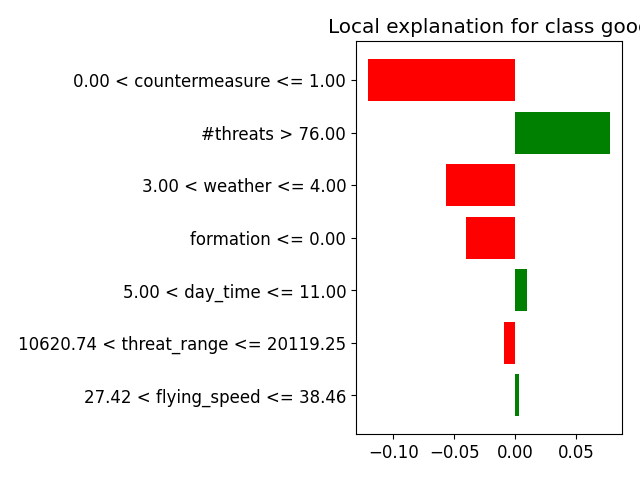 Local explanation for class goo
0.00 < countermeasure <= 1.00
#threats > 76.00
3.00 < weather <= 4.00
formation <= 0.00
5.00 < day_time <= 11.00
10620.74 < threat_range <= 20119.25
27.42 < flying_speed <= 38.46
−0.10 −0.05 0.00 0.05